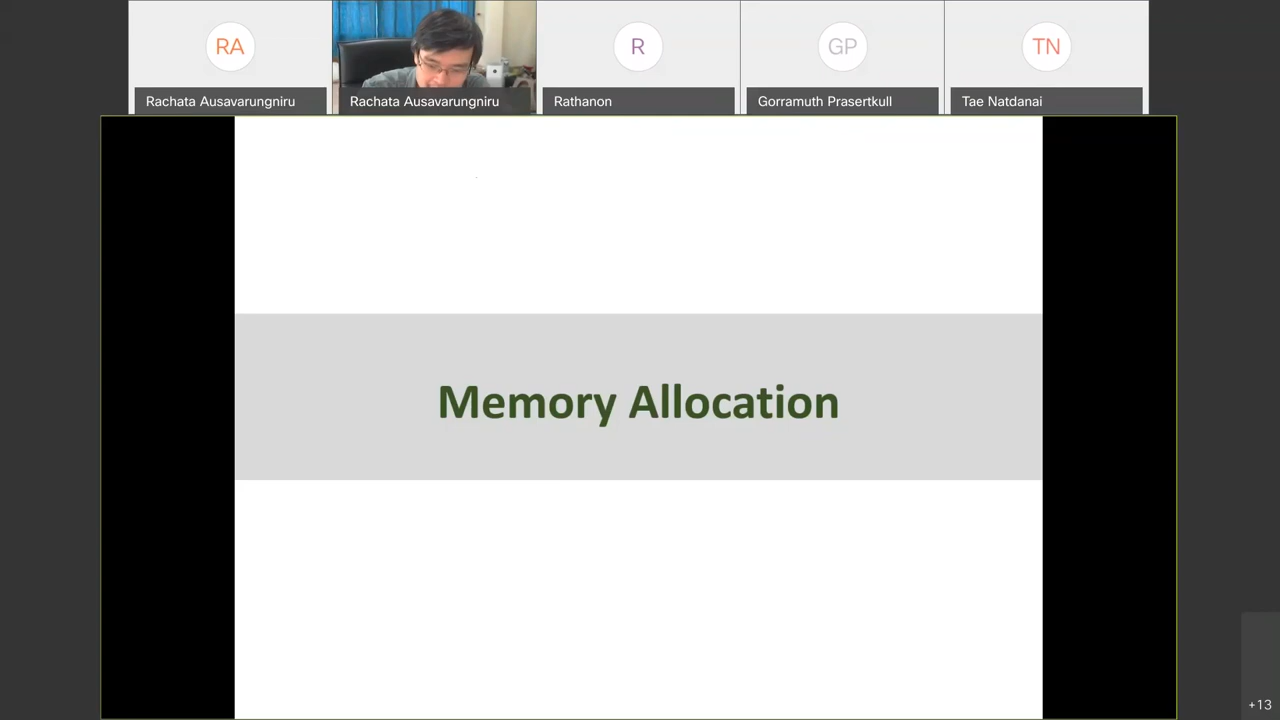 RA
Rachata Ausavarungniru
Rachata Ausavarungniru
R
Rathanon
GP
Gorramuth Prasertkull
TN
Tae Natdanai
Memory Allocation
+13